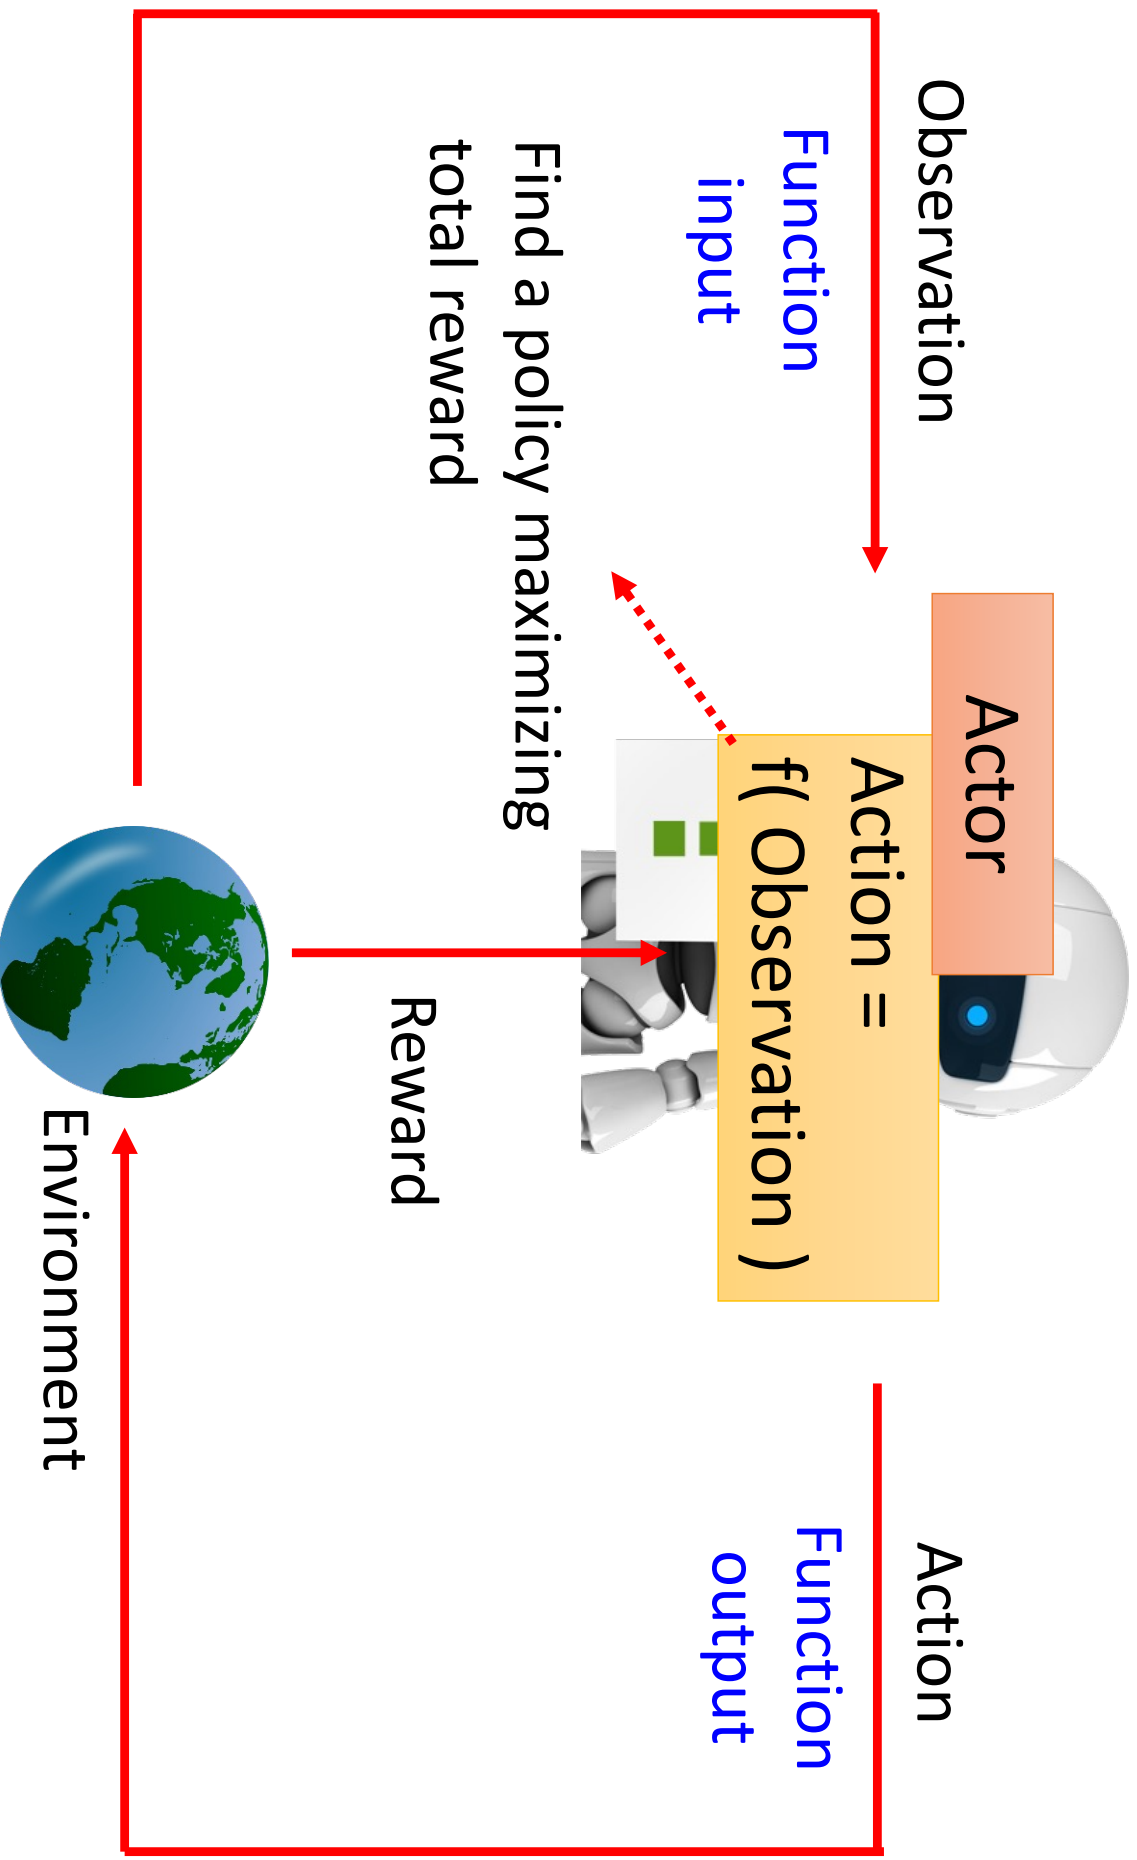 Observation
Actor
Action
Function
input
Action =
f( Observation )
Function
output
Find a policy maximizing
total reward
Reward
Environment